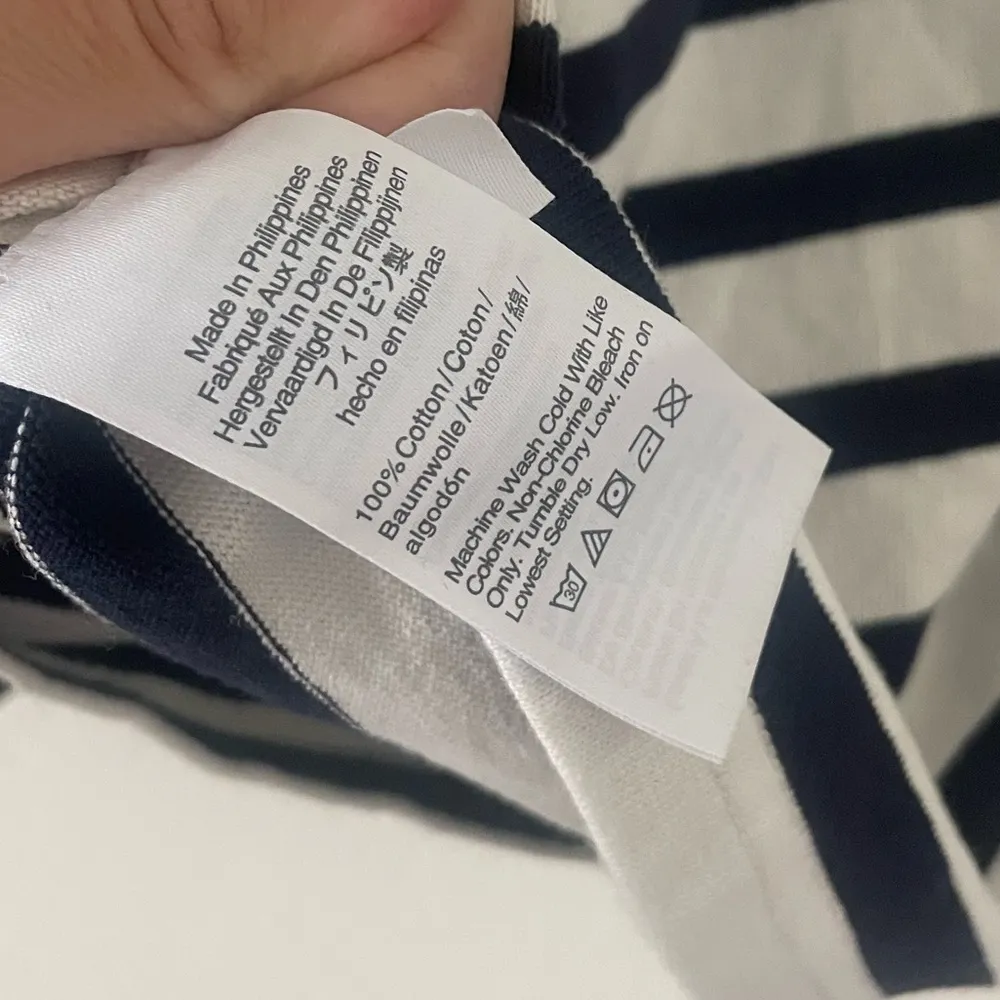 Made In Philippines
Fabriqué Aux Philippines
Hergestellt In Den Philippinen
Vervaardigd In De Filippijnen
フィリピン製
hecho en filipinas
100% Cotton/Coton/
Baumwolle/Katoen/綿/
algodón
Machine Wash Cold With Like
Colors. Non-Chlorine Bleach
Only. Tumble Dry Low. Iron on
Lowest Setting.
30